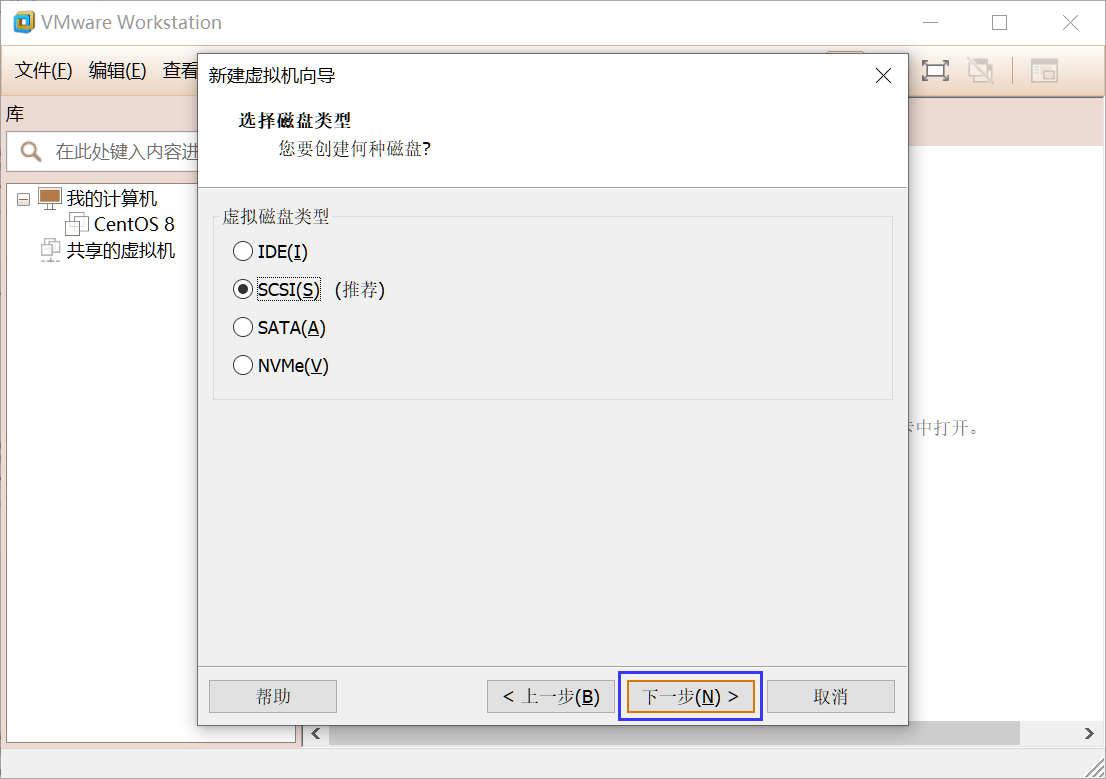 VMware Workstation
文件(F) 编辑(E) 查看
库
在此处键入内容进
我的计算机
CentOS 8
共享的虚拟机
新建虚拟机向导
选择磁盘类型
您要创建何种磁盘?
虚拟磁盘类型
IDE(I)
SCSI(S) (推荐)
SATA(A)
NVMe(V)
中打开。
帮助
< 上一步(B)
下一步(N) >
取消